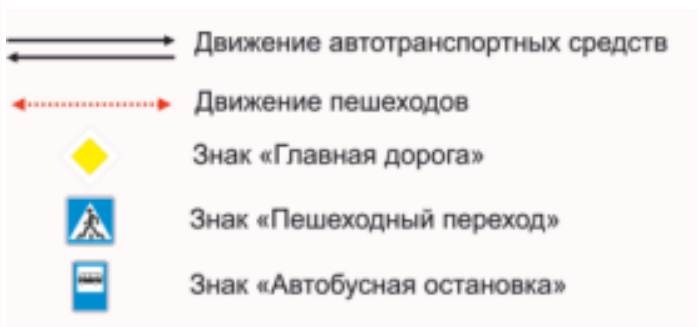 Движение автотранспортных средств
Движение пешеходов
Знак «Главная дорога»
Знак «Пешеходный переход»
Знак «Автобусная остановка»